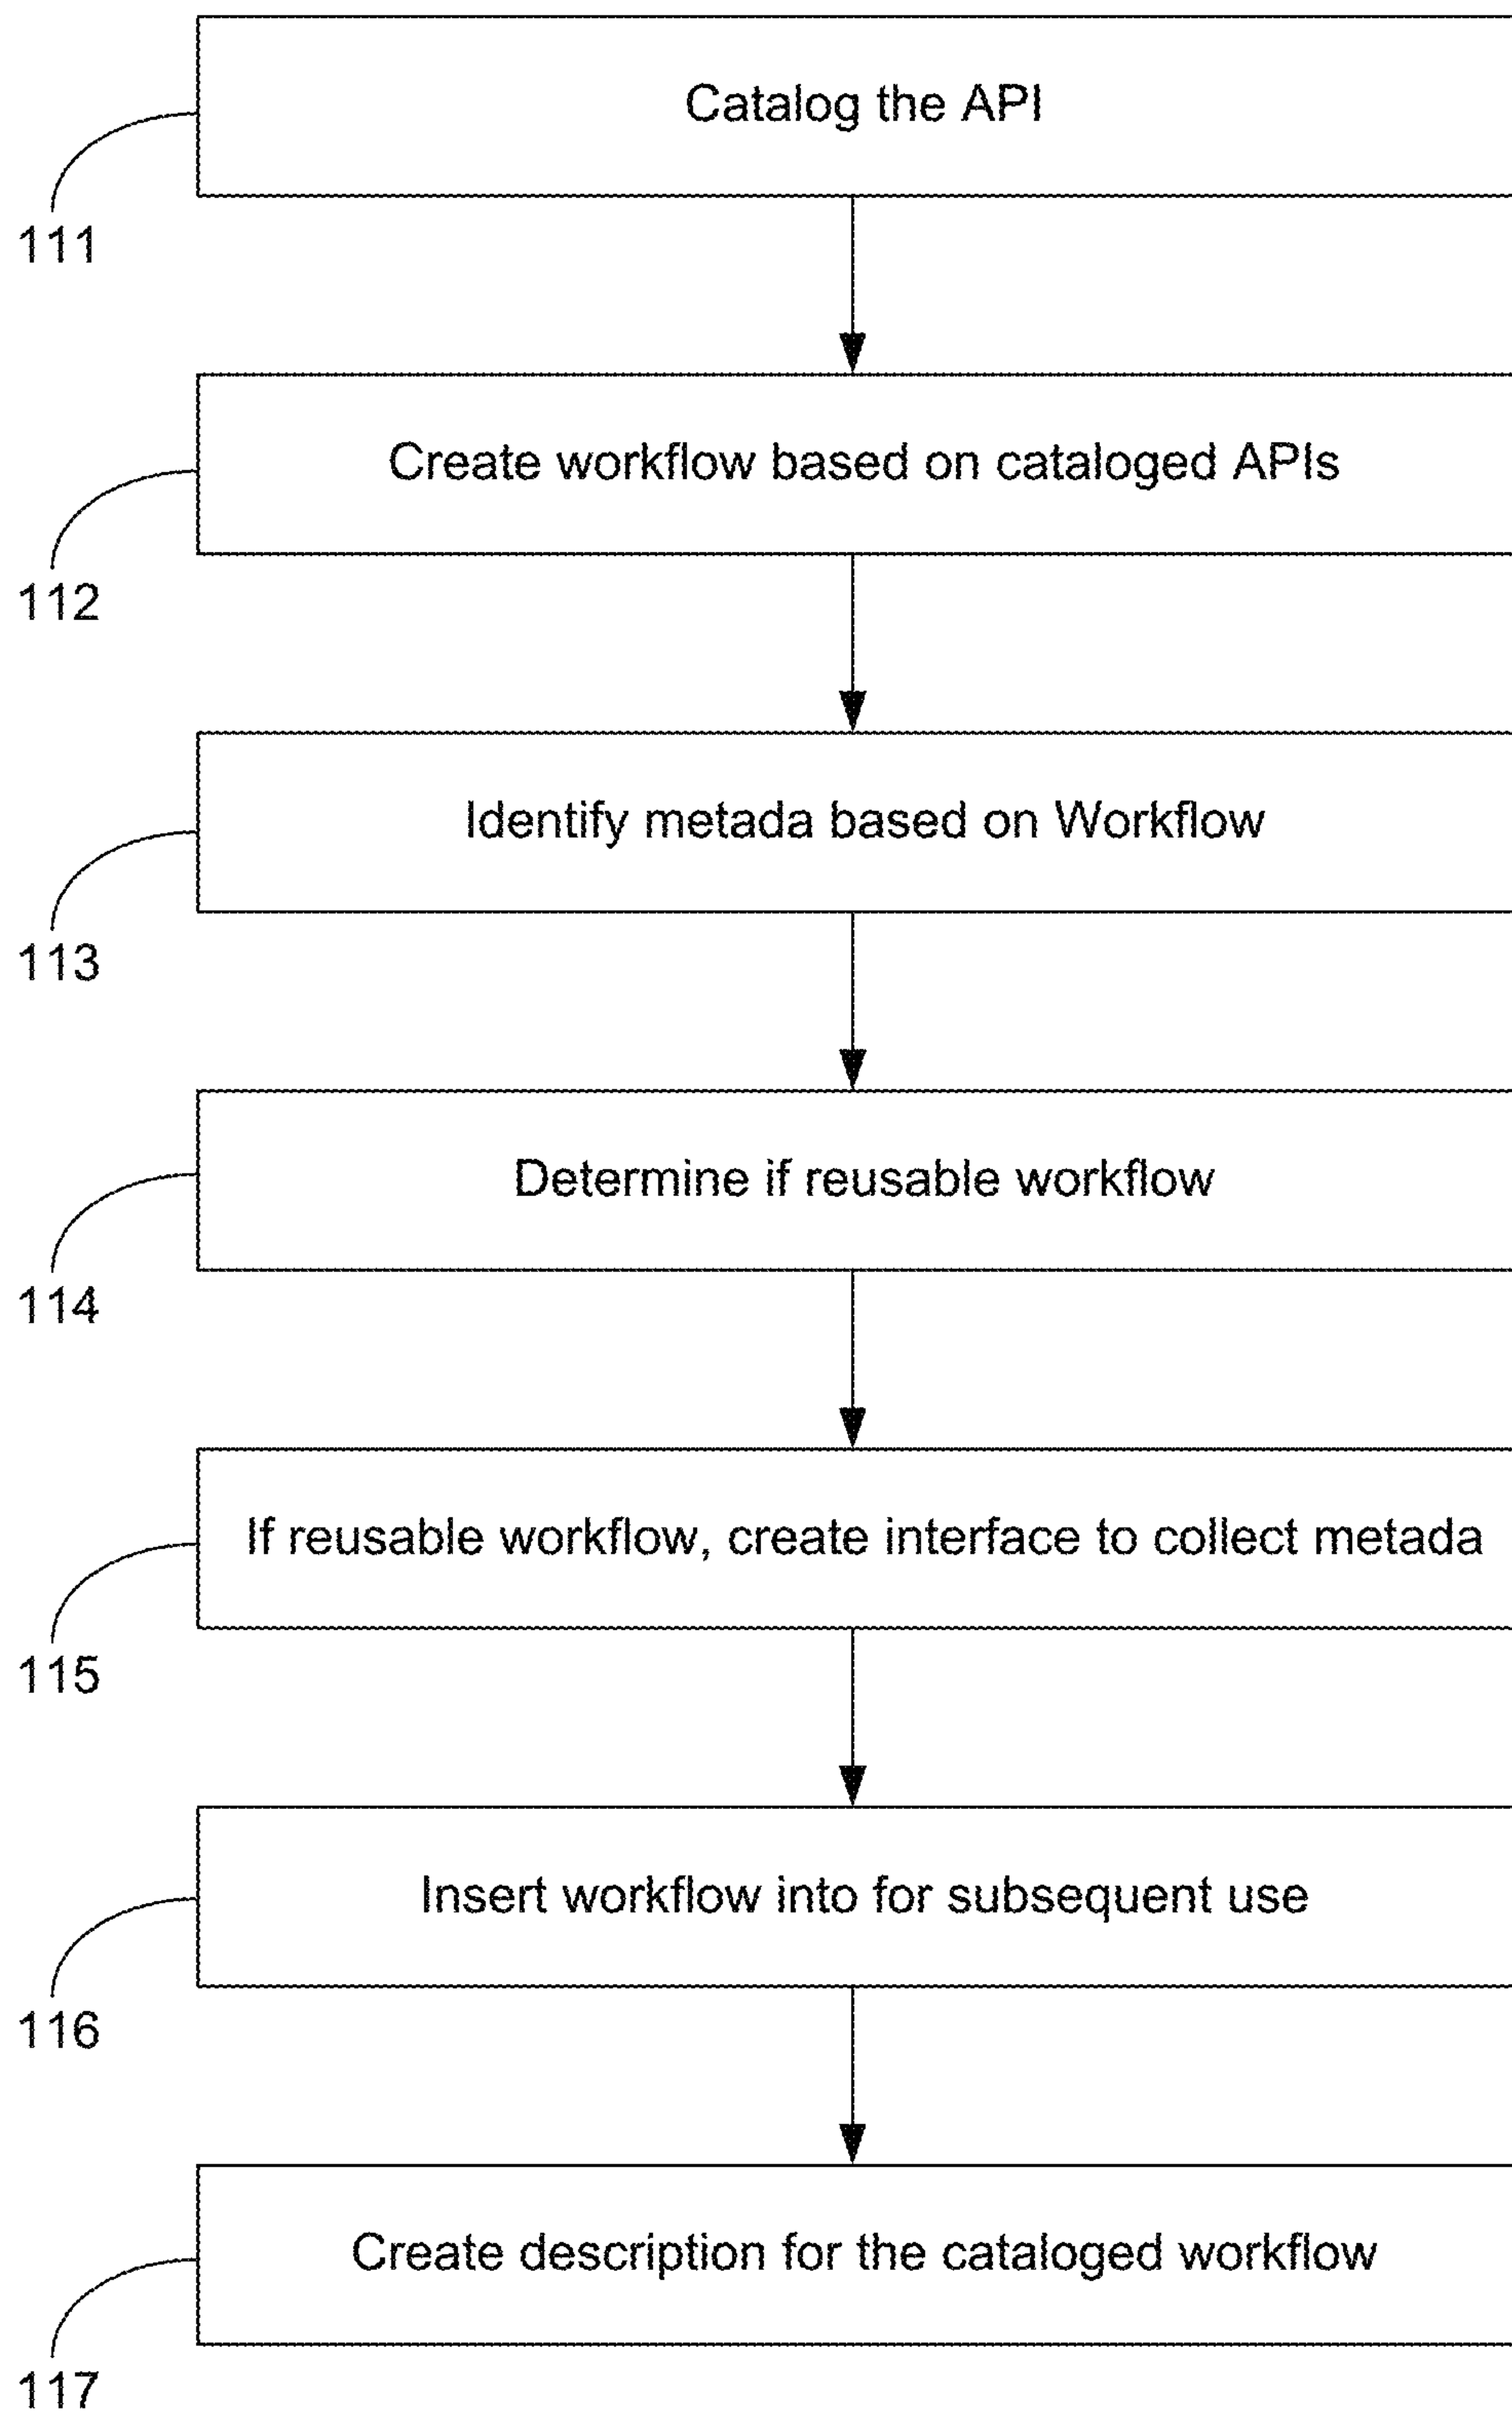 Catalog the API
111
Create workflow based on cataloged APIs
112
Identify metada based on Workflow
113
Determine if reusable workflow
114
If reusable workflow, create interface to collect metada
115
Insert workflow into for subsequent use
116
Create description for the cataloged workflow
117